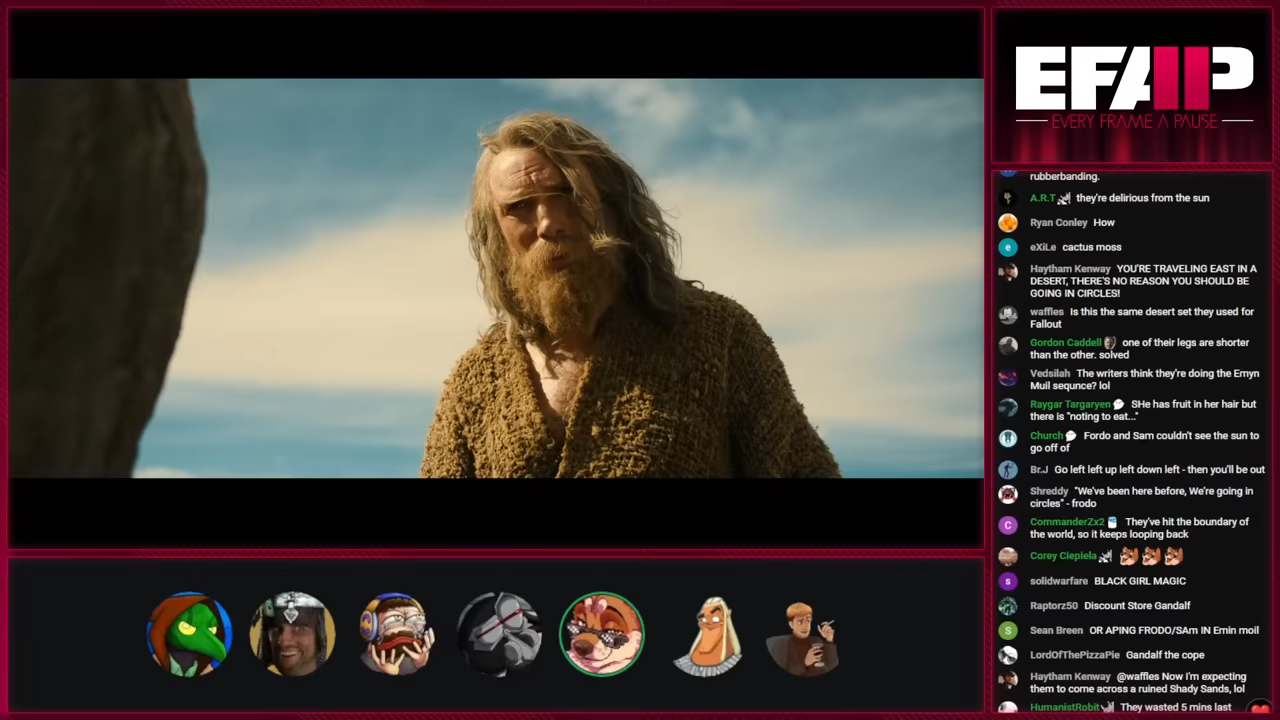 EFAP
EVERY FRAME A PAUSE
rubberbanding.
A.R.T they're delirious from the sun
Ryan Conley How
eXiLe cactus moss
Haytham Kenway YOU'RE TRAVELING EAST IN A
DESERT, THERE'S NO REASON YOU SHOULD BE
GOING IN CIRCLES!
waffles Is this the same desert set they used for
Fallout
Gordon Caddell one of their legs are shorter
than the other. solved
Vedsilah The writers think they're doing the Emyn
Muil sequnce? lol
Raygar Targaryen SHe has fruit in her hair but
there is "noting to eat..."
Church Fordo and Sam couldn't see the sun to
go off of
Br.J Go left left up left down left - then you'll be out
Shreddy "We've been here before, We're going in
circles" - frodo
CommanderZx2 They've hit the boundary of
the world, so it keeps looping back
Corey Ciepiela
solidwarfare BLACK GIRL MAGIC
Raptorz50 Discount Store Gandalf
Sean Breen OR APING FRODO/SAm IN Emin moil
LordOfThePizzaPie Gandalf the cope
Haytham Kenway @waffles Now I'm expecting
them to come across a ruined Shady Sands, lol
HumanistRobit They wasted 5 mins last